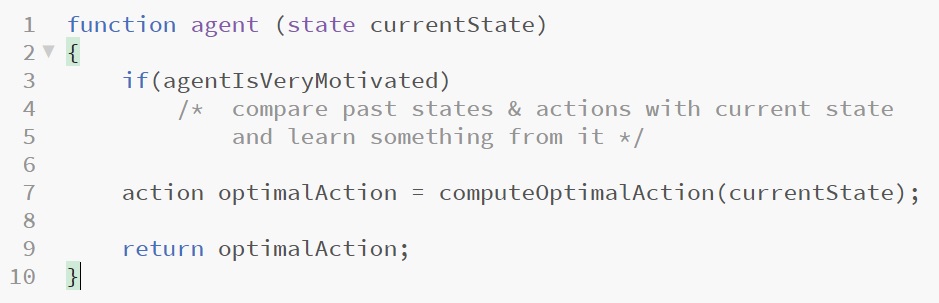 1 function agent (state currentState)
2 {
3 if(agentIsVeryMotivated)
4 /* compare past states & actions with current state
5 and learn something from it */
6
7 action optimalAction = computeOptimalAction(currentState);
8
9 return optimalAction;
10 }